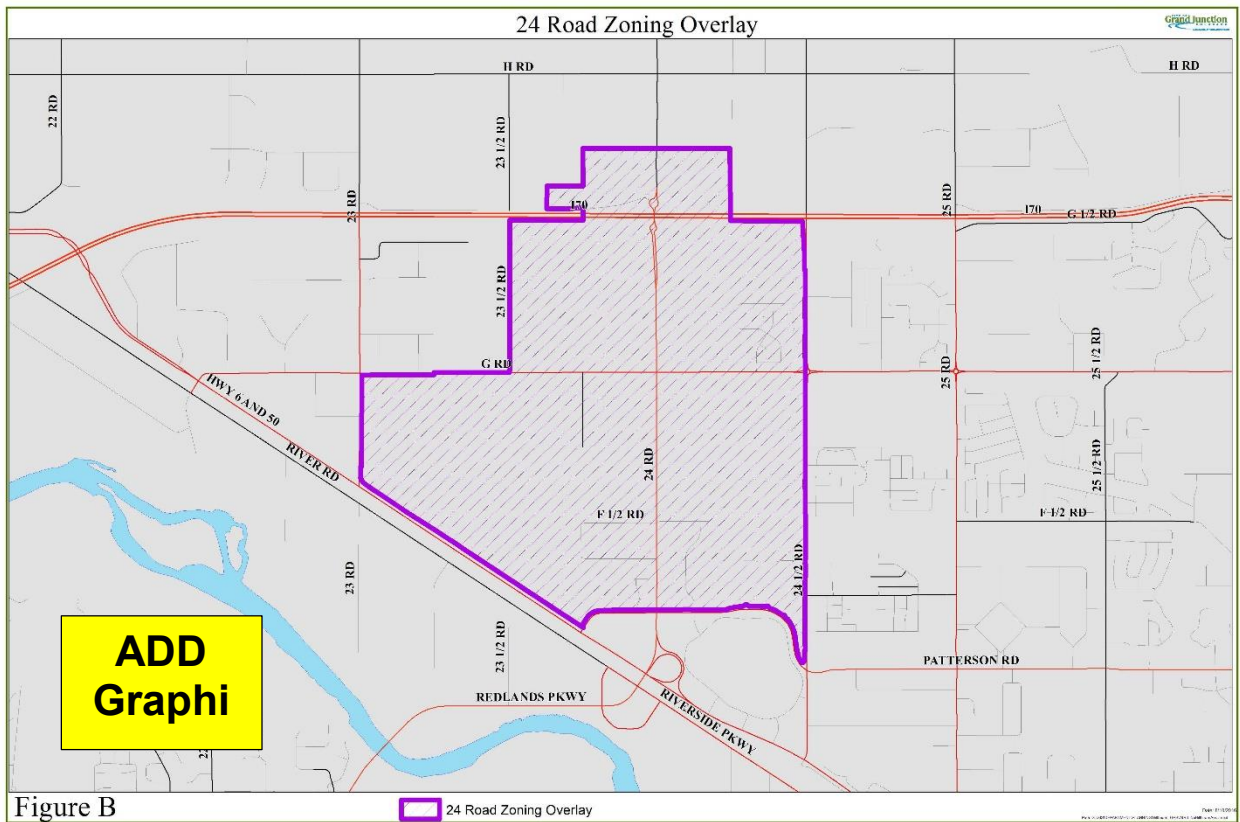 24 Road Zoning Overlay
Grand Junction
H RD
H RD
22 RD
23 1/2 RD
23 RD
25 RD
I70
I70
G 1/2 RD
23 1/2 RD
G RD
25 RD
25 1/2 RD
HWY 6 AND 50
RIVER RD
24 RD
25 1/2 RD
F 1/2 RD
F 1/2 RD
23 RD
24 1/2 RD
ADD
Graphi
23 1/2 RD
PATTERSON RD
REDLANDS PKWY
RIVERSIDE PKWY
22
Figure B
24 Road Zoning Overlay